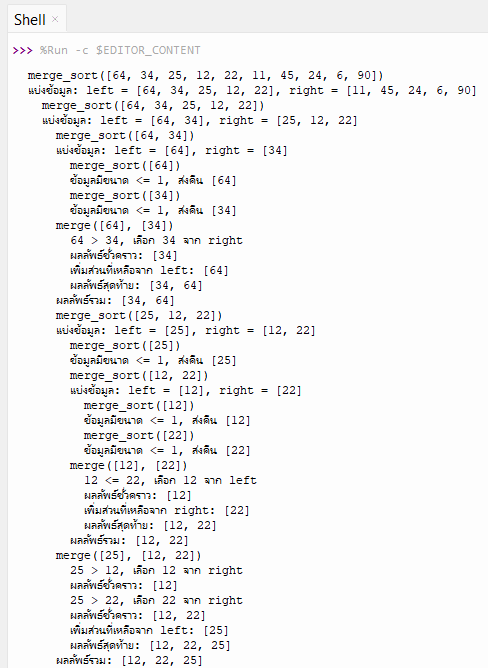 Shell ×
>>> %Run -c $EDITOR_CONTENT
merge_sort([64, 34, 25, 12, 22, 11, 45, 24, 6, 90])
แบ่งข้อมูล: left = [64, 34, 25, 12, 22], right = [11, 45, 24, 6, 90]
merge_sort([64, 34, 25, 12, 22])
แบ่งข้อมูล: left = [64, 34], right = [25, 12, 22]
merge_sort([64, 34])
แบ่งข้อมูล: left = [64], right = [34]
merge_sort([64])
ข้อมูลมีขนาด <= 1, ส่งคืน [64]
merge_sort([34])
ข้อมูลมีขนาด <= 1, ส่งคืน [34]
merge([64], [34])
64 > 34, เลือก 34 จาก right
ผลลัพธ์ชั่วคราว: [34]
เพิ่มส่วนที่เหลือจาก left: [64]
ผลลัพธ์สุดท้าย: [34, 64]
ผลลัพธ์รวม: [34, 64]
merge_sort([25, 12, 22])
แบ่งข้อมูล: left = [25], right = [12, 22]
merge_sort([25])
ข้อมูลมีขนาด <= 1, ส่งคืน [25]
merge_sort([12, 22])
แบ่งข้อมูล: left = [12], right = [22]
merge_sort([12])
ข้อมูลมีขนาด <= 1, ส่งคืน [12]
merge_sort([22])
ข้อมูลมีขนาด <= 1, ส่งคืน [22]
merge([12], [22])
12 <= 22, เลือก 12 จาก left
ผลลัพธ์ชั่วคราว: [12]
เพิ่มส่วนที่เหลือจาก right: [22]
ผลลัพธ์สุดท้าย: [12, 22]
ผลลัพธ์รวม: [12, 22]
merge([25], [12, 22])
25 > 12, เลือก 12 จาก right
ผลลัพธ์ชั่วคราว: [12]
25 > 22, เลือก 22 จาก right
ผลลัพธ์ชั่วคราว: [12, 22]
เพิ่มส่วนที่เหลือจาก left: [25]
ผลลัพธ์สุดท้าย: [12, 22, 25]
ผลลัพธ์รวม: [12, 22, 25]